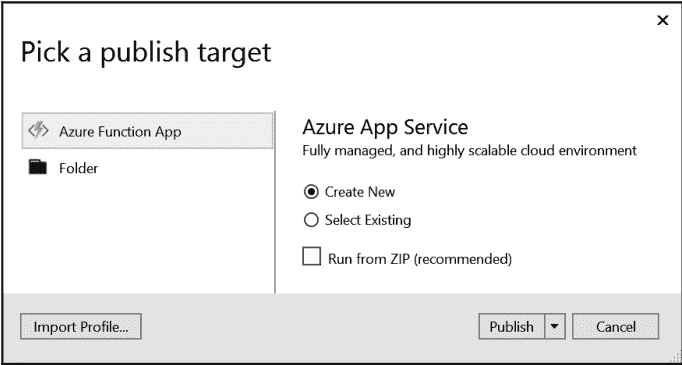 Pick a publish target
Azure Function App
Folder
Azure App Service
Fully managed, and highly scalable cloud environment
Create New
Select Existing
Run from ZIP (recommended)
Import Profile...
Publish
Cancel